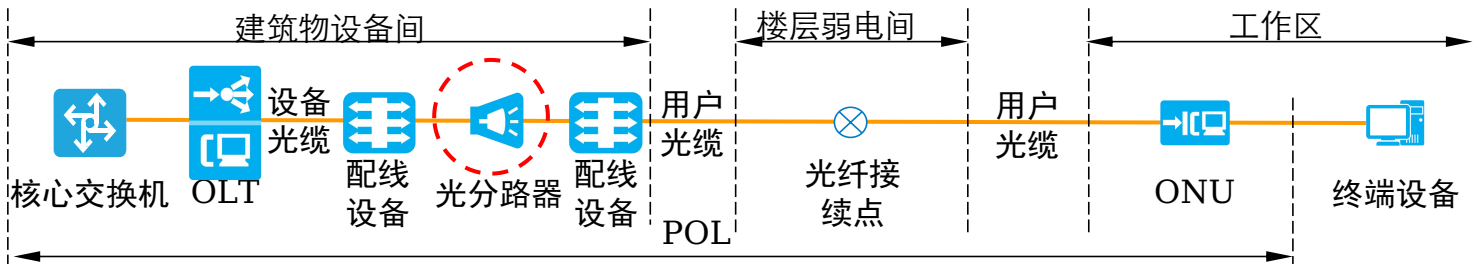 建筑物设备间
楼层弱电间
工作区
设备
光缆
用户
光缆
用户
光缆
核心交换机
OLT
配线
设备
光分路器
配线
设备
光纤接
续点
ONU
终端设备
POL